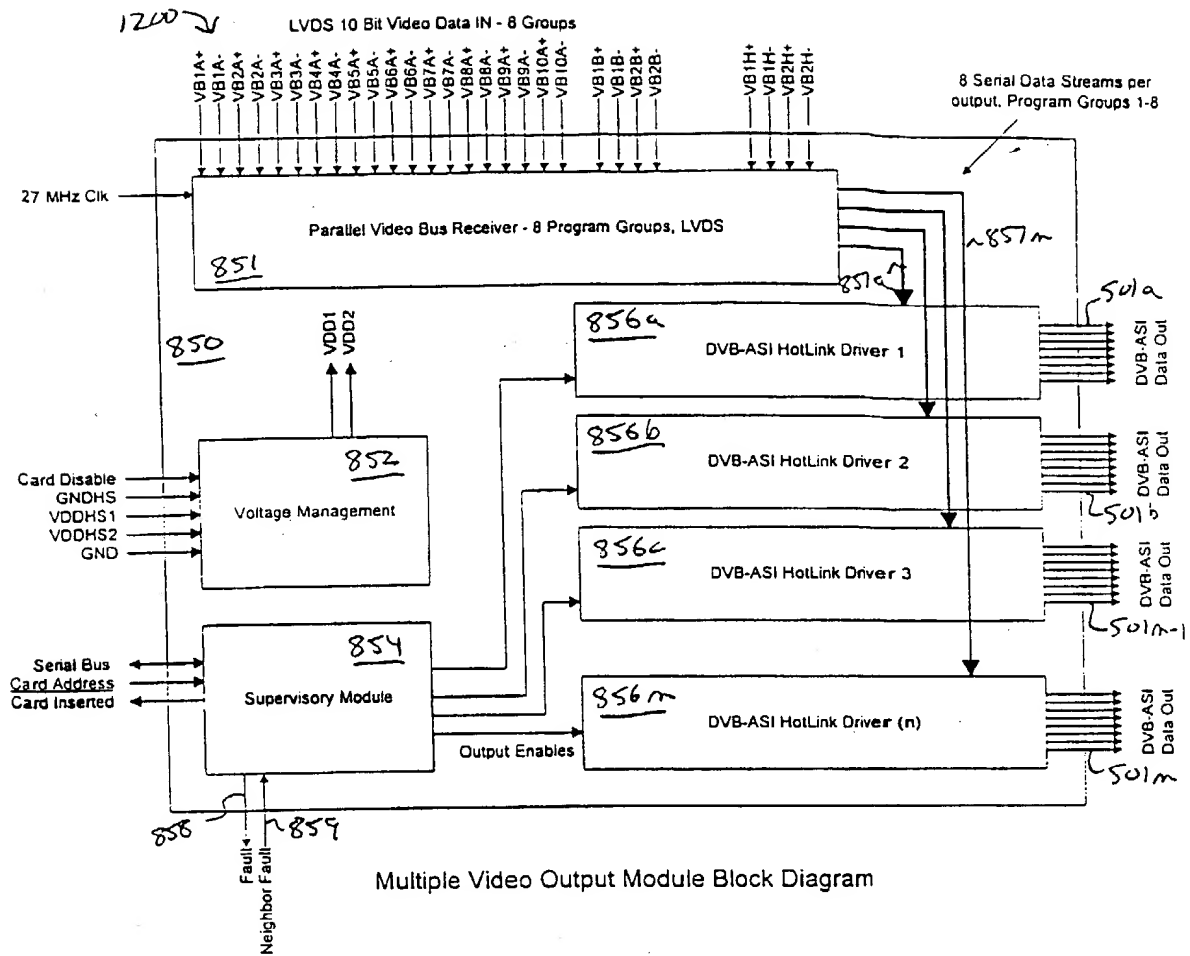 1200
LVDS 10 Bit Video Data IN - 8 Groups
VB1A+
VB1A-
VB2A+
VB2A-
VB3A+
VB3A-
VB4A+
VB4A-
VB5A+
VB5A-
VB6A+
VB6A-
VB7A+
VB7A-
VB8A+
VB8A-
VB9A+
VB9A-
VB10A+
VB10A-
VB1B+
VB1B-
VB2B+
VB2B-
VB1H+
VB1H-
VB2H+
VB2H-
8 Serial Data Streams per
output, Program Groups 1-8
27 MHz Clk
Parallel Video Bus Receiver - 8 Program Groups, LVDS
851
857n
857a
850
VDD1
VDD2
856a
DVB-ASI HotLink Driver 1
501a
DVB-ASI
Data Out
852
Voltage Management
Card Disable
GNDHS
VDDHS1
VDDHS2
GND
856b
DVB-ASI HotLink Driver 2
DVB-ASI
Data Out
501b
856c
DVB-ASI HotLink Driver 3
DVB-ASI
Data Out
501n-1
854
Supervisory Module
Serial Bus
Card Address
Card Inserted
Output Enables
856n
DVB-ASI HotLink Driver (n)
DVB-ASI
Data Out
501n
858
859
Fault
Neighbor Fault
Multiple Video Output Module Block Diagram